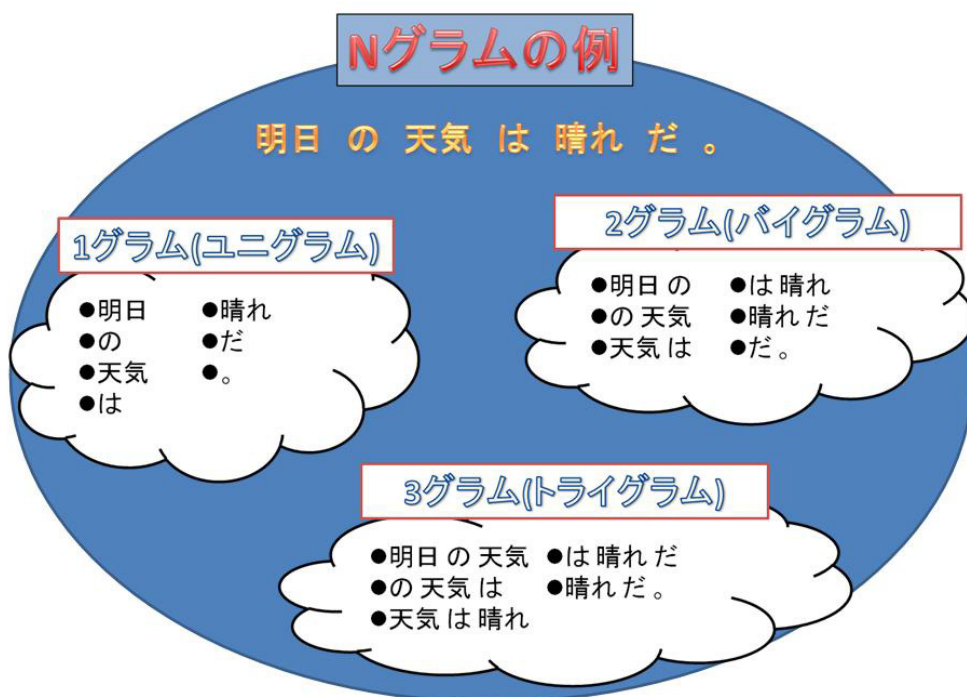 Nグラムの例
明日 の 天気 は 晴れ だ 。
1グラム(ユニグラム)
●明日 ●晴れ
●の ●だ
●天気 ●。
●は
2グラム(バイグラム)
●明日 の ●は 晴れ
●の 天気 ●晴れ だ
●天気 は ●だ 。
3グラム(トライグラム)
●明日 の 天気 ●は 晴れ だ
●の 天気 は ●晴れ だ 。
●天気 は 晴れ